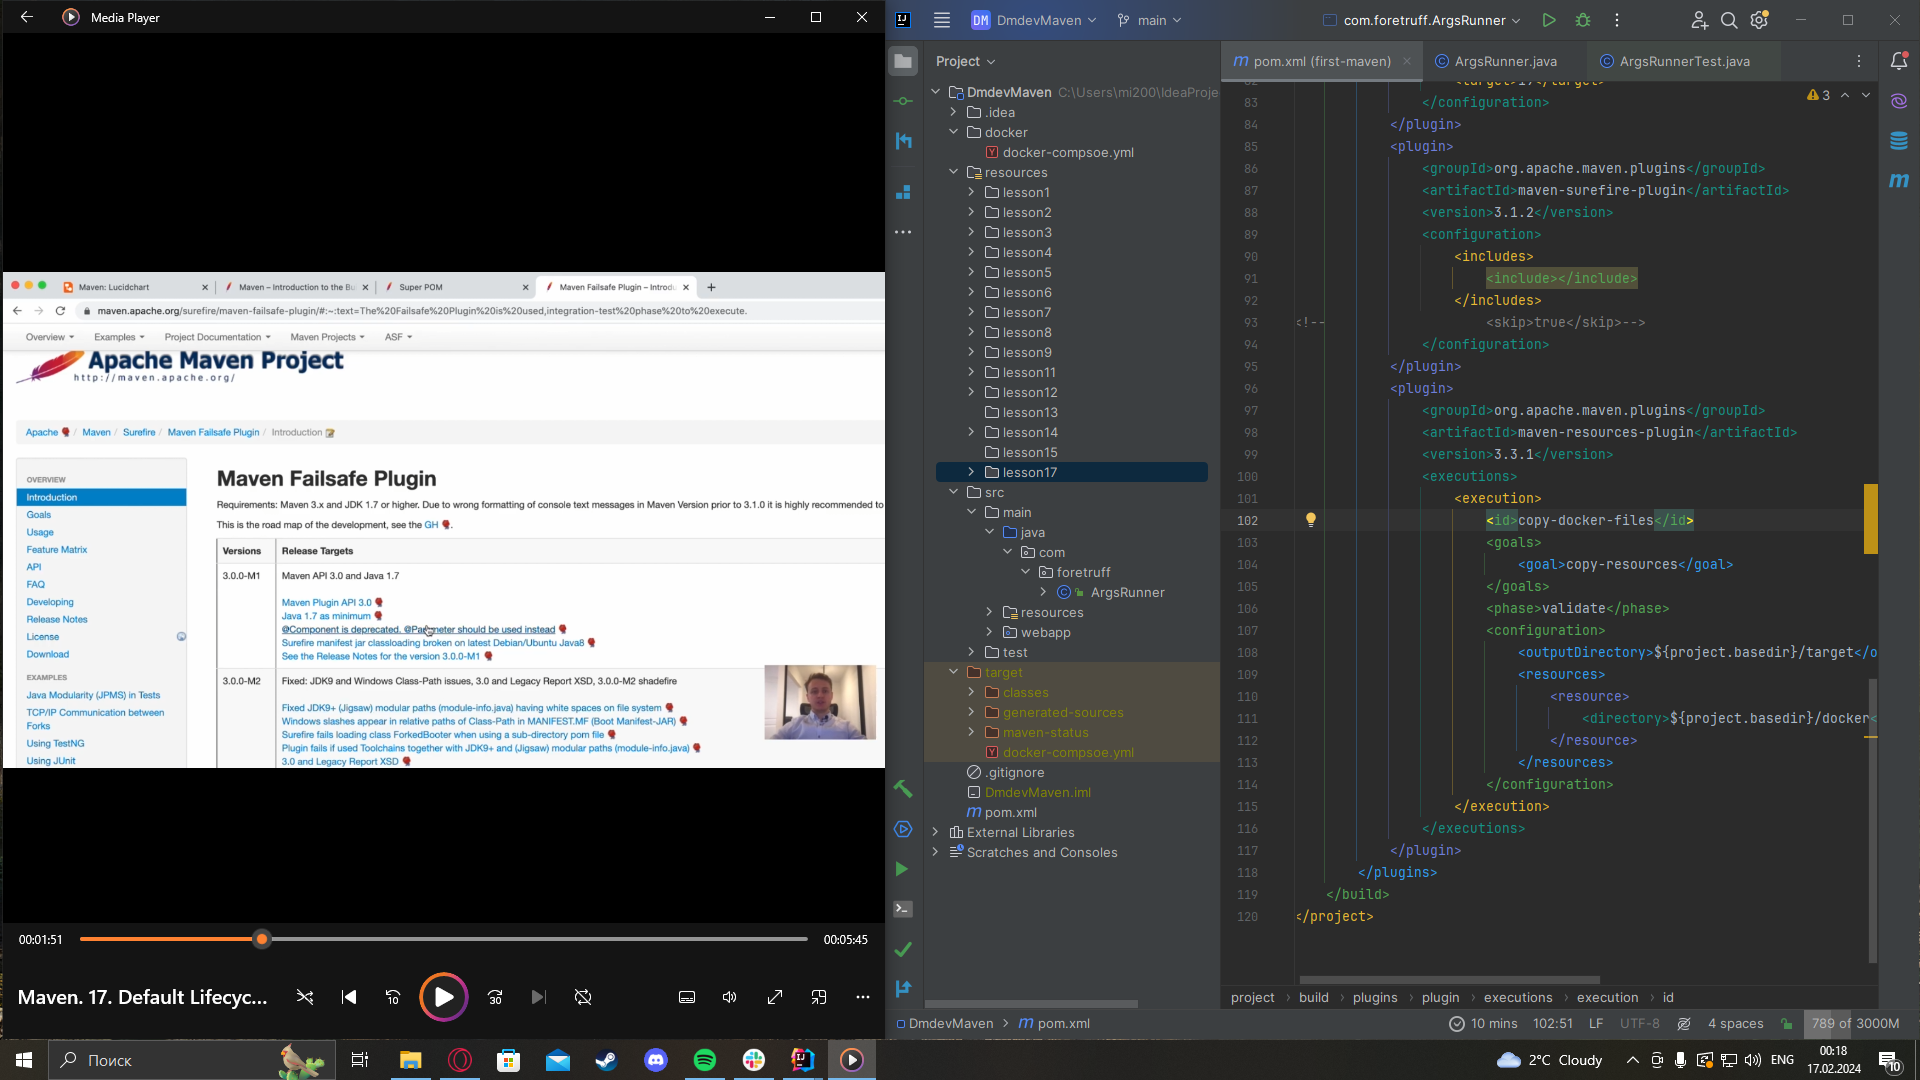 Media Player
Maven: Lucidchart
Maven – Introduction to the Bu
Super POM
Maven Failsafe Plugin – Introdu
maven.apache.org/surefire/maven-failsafe-plugin/#:~:text=The%20Failsafe%20Plugin%20is%20used,integration-test%20phase%20to%20execute.
Overview
Examples
Project Documentation
Maven Projects
ASF
Apache Maven Project
http://maven.apache.org/
Apache / Maven / Surefire / Maven Failsafe Plugin / Introduction
OVERVIEW
Introduction
Goals
Usage
Feature Matrix
API
FAQ
Developing
Release Notes
License
Download
EXAMPLES
Java Modularity (JPMS) in Tests
TCP/IP Communication between
Forks
Using TestNG
Using JUnit
Maven Failsafe Plugin
Requirements: Maven 3.x and JDK 1.7 or higher. Due to wrong formatting of console text messages in Maven Version prior to 3.1.0 it is highly recommended to
This is the road map of the development, see the GH .
Versions
Release Targets
3.0.0-M1
Maven API 3.0 and Java 1.7
Maven Plugin API 3.0
Java 1.7 as minimum
@Component is deprecated. @Parameter should be used instead
Surefire manifest jar classloading broken on latest Debian/Ubuntu Java8
See the Release Notes for the version 3.0.0-M1
3.0.0-M2
Fixed: JDK9 and Windows Class-Path issues, 3.0 and Legacy Report XSD, 3.0.0-M2 shadefire
Fixed JDK9+ (Jigsaw) modular paths (module-info.java) having white spaces on file system
Windows slashes appear in relative paths of Class-Path in MANIFEST.MF (Boot Manifest-JAR)
Surefire fails loading class ForkedBooter when using a sub-directory pom file
Plugin fails if used Toolchains together with JDK9+ and (Jigsaw) modular paths (module-info.java)
3.0 and Legacy Report XSD
00:01:51
00:05:45
Maven. 17. Default Lifecyc...
10
30
DM
DmdevMaven
main
com.foretruff.ArgsRunner
Project
DmdevMaven C:\Users\mi200\IdeaProje
.idea
docker
docker-compsoe.yml
resources
lesson1
lesson2
lesson3
lesson4
lesson5
lesson6
lesson7
lesson8
lesson9
lesson11
lesson12
lesson13
lesson14
lesson15
lesson17
src
main
java
com
foretruff
ArgsRunner
resources
webapp
test
target
classes
generated-sources
maven-status
docker-compsoe.yml
.gitignore
DmdevMaven.iml
pom.xml
External Libraries
Scratches and Consoles
pom.xml (first-maven)
ArgsRunner.java
ArgsRunnerTest.java
3
82 <target>17</target>
83 </configuration>
84 </plugin>
85 <plugin>
86 <groupId>org.apache.maven.plugins</groupId>
87 <artifactId>maven-surefire-plugin</artifactId>
88 <version>3.1.2</version>
89 <configuration>
90 <includes>
91 <include></include>
92 </includes>
93 <!-- <skip>true</skip>-->
94 </configuration>
95 </plugin>
96 <plugin>
97 <groupId>org.apache.maven.plugins</groupId>
98 <artifactId>maven-resources-plugin</artifactId>
99 <version>3.3.1</version>
100 <executions>
101 <execution>
102 <id>copy-docker-files</id>
103 <goals>
104 <goal>copy-resources</goal>
105 </goals>
106 <phase>validate</phase>
107 <configuration>
108 <outputDirectory>${project.basedir}/target</o
109 <resources>
110 <resource>
111 <directory>${project.basedir}/docker<
112 </resource>
113 </resources>
114 </configuration>
115 </execution>
116 </executions>
117 </plugin>
118 </plugins>
119 </build>
120 </project>
project › build › plugins › plugin › executions › execution › id
DmdevMaven › pom.xml
10 mins
102:51
LF
UTF-8
4 spaces
789 of 3000M
Поиск
2°C Cloudy
ENG
00:18
17.02.2024
10